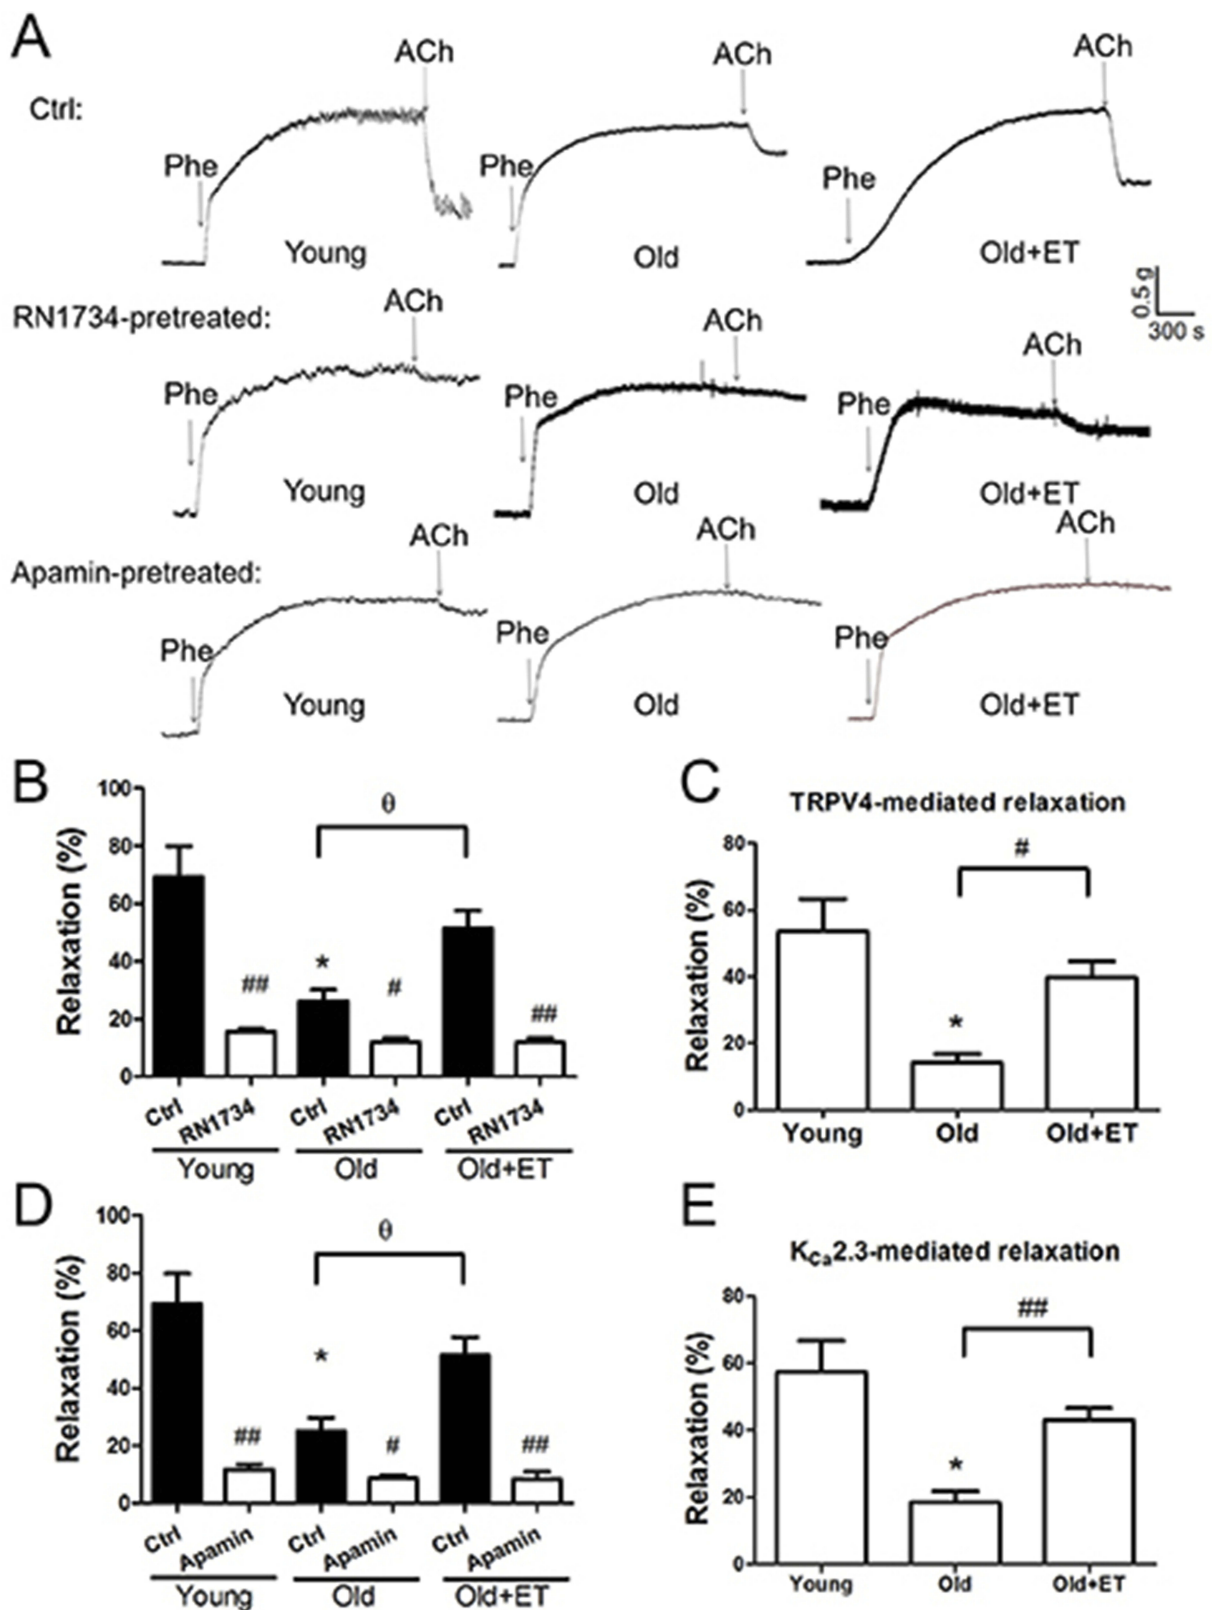 A
ACh
ACh
ACh
Ctrl:
Phe
Phe
Phe
Young
Old
Old+ET
0.5 g
300 s
RN1734-pretreated:
ACh
ACh
ACh
Phe
Phe
Phe
Young
Old
Old+ET
Apamin-pretreated:
ACh
ACh
ACh
Phe
Phe
Phe
Young
Old
Old+ET
B
Relaxation (%)
100
80
60
40
20
0
##
*
#
θ
##
Ctrl RN1734 Ctrl RN1734 Ctrl RN1734
Young Old Old+ET
C
TRPV4-mediated relaxation
Relaxation (%)
80
60
40
20
0
*
#
Young Old Old+ET
D
Relaxation (%)
100
80
60
40
20
0
##
*
#
θ
##
Ctrl Apamin Ctrl Apamin Ctrl Apamin
Young Old Old+ET
E
KCa2.3-mediated relaxation
Relaxation (%)
80
60
40
20
0
*
##
Young Old Old+ET